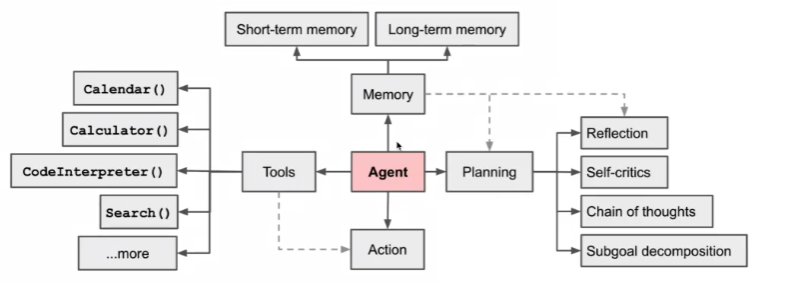 Short-term memory
Long-term memory
Calendar()
Memory
Calculator()
Reflection
CodeInterpreter()
Tools
Agent
Planning
Self-critics
Search()
Chain of thoughts
...more
Action
Subgoal decomposition